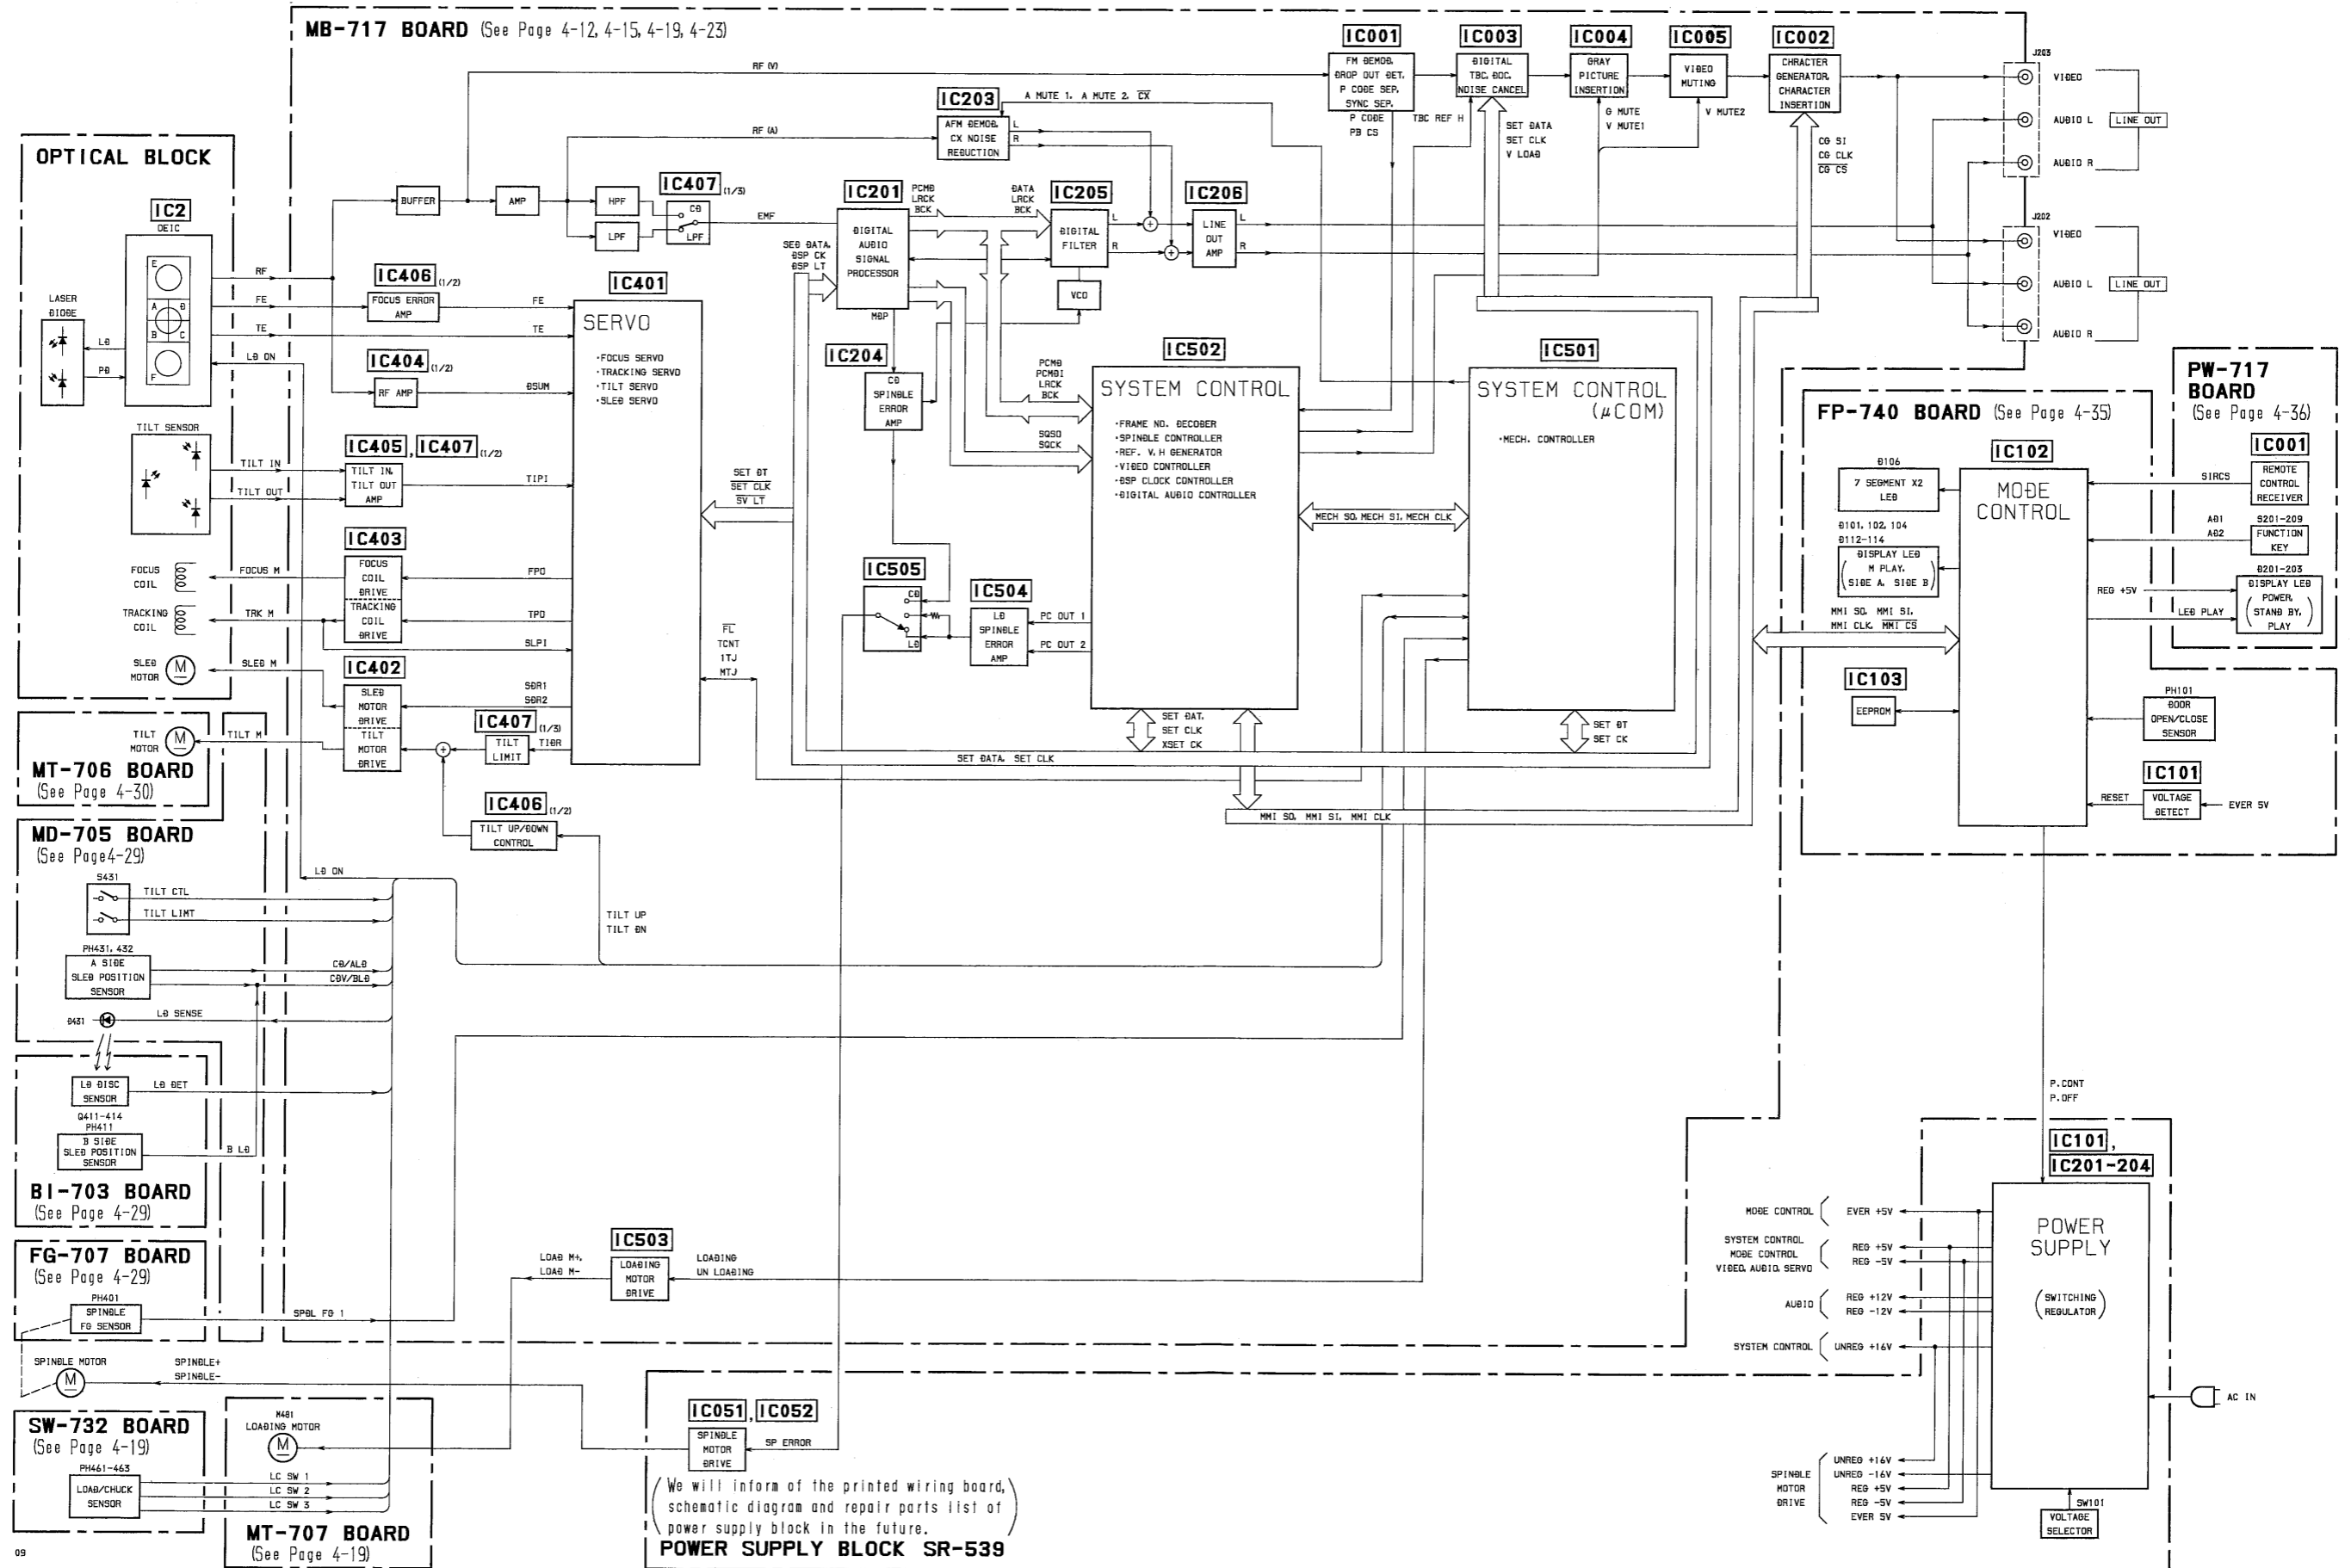 MB-717 BOARD (See Page 4-12, 4-15, 4-19, 4-23)
RF (V)
IC001
FM DEMOD.
DROP OUT DET.
P CODE SEP.
SYNC SEP.
P CODE
PB CS
TBC REF H
IC003
DIGITAL
TBC. DOC.
NOISE CANCEL
SET DATA
SET CLK
V LOAD
IC004
GRAY
PICTURE
INSERTION
G MUTE
V MUTE1
IC005
VIDEO
MUTING
V MUTE2
IC002
CHRACTER
GENERATOR,
CHARACTER
INSERTION
CG SI
CG CLK
CG CS
J203
VIDEO
AUDIO L
LINE OUT
AUDIO R
J202
VIDEO
AUDIO L
LINE OUT
AUDIO R
IC203
A MUTE 1, A MUTE 2, CX
AFM DEMOD.
CX NOISE
REDUCTION
L
R
RF (A)
OPTICAL BLOCK
IC2
OEIC
E
A D
B C
F
LASER
DIODE
LD
PD
RF
FE
TE
LD ON
BUFFER
AMP
HPF
LPF
IC407 (1/3)
CD
LPF
EMF
IC201
DIGITAL
AUDIO
SIGNAL
PROCESSOR
PCMD
LRCK
BCK
SED DATA,
DSP CK
DSP LT
MDP
DATA
LRCK
BCK
IC205
DIGITAL
FILTER
L
R
VCO
IC206
LINE
OUT
AMP
L
R
IC406 (1/2)
FOCUS ERROR
AMP
FE
TE
IC404 (1/2)
RF AMP
DSUM
IC401
SERVO
·FOCUS SERVO
·TRACKING SERVO
·TILT SERVO
·SLED SERVO
IC204
CD
SPINDLE
ERROR
AMP
PCMD
PCMDI
LRCK
BCK
SQSO
SQCK
IC502
SYSTEM CONTROL
·FRAME NO. DECODER
·SPINDLE CONTROLLER
·REF. V, H GENERATOR
·VIDEO CONTROLLER
·DSP CLOCK CONTROLLER
·DIGITAL AUDIO CONTROLLER
MECH SO, MECH SI, MECH CLK
IC501
SYSTEM CONTROL
(μCOM)
·MECH. CONTROLLER
TILT SENSOR
TILT IN
TILT OUT
IC405, IC407 (1/2)
TILT IN,
TILT OUT
AMP
TIPI
SET DT
SET CLK
SV LT
FOCUS
COIL
FOCUS M
TRACKING
COIL
TRK M
IC403
FOCUS
COIL
DRIVE
TRACKING
COIL
DRIVE
FPO
TPO
SLPI
FL
TCNT
1TJ
MTJ
SLED
MOTOR
M
SLED M
IC402
SLED
MOTOR
DRIVE
TILT
MOTOR
DRIVE
SDR1
SDR2
IC407 (1/3)
TILT
LIMIT
TIDR
IC505
CD
LD
IC504
LD
SPINDLE
ERROR
AMP
PC OUT 1
PC OUT 2
SET DAT,
SET CLK
XSET CK
SET DT
SET CK
SET DATA, SET CLK
MMI SO, MMI SI, MMI CLK
TILT
MOTOR
M
TILT M
MT-706 BOARD
(See Page 4-30)
IC406 (1/2)
TILT UP/DOWN
CONTROL
TILT UP
TILT DN
MD-705 BOARD
(See Page4-29)
S431
TILT CTL
TILT LIMT
LD ON
PH431, 432
A SIDE
SLED POSITION
SENSOR
CD/ALD
CDV/BLD
D431
LD SENSE
LD DISC
SENSOR
LD DET
Q411-414
PH411
B SIDE
SLED POSITION
SENSOR
B LD
BI-703 BOARD
(See Page 4-29)
FG-707 BOARD
(See Page 4-29)
PH401
SPINDLE
FG SENSOR
SPDL FG 1
SPINDLE MOTOR
M
SPINDLE+
SPINDLE-
SW-732 BOARD
(See Page 4-19)
PH461-463
LOAD/CHUCK
SENSOR
LC SW 1
LC SW 2
LC SW 3
M481
LOADING MOTOR
M
MT-707 BOARD
(See Page 4-19)
LOAD M+,
LOAD M-
IC503
LOADING
MOTOR
DRIVE
LOADING
UN LOADING
IC051, IC052
SPINDLE
MOTOR
DRIVE
SP ERROR
(We will inform of the printed wiring board,
schematic diagram and repair parts list of
power supply block in the future.)
POWER SUPPLY BLOCK SR-539
PW-717
BOARD
(See Page 4-36)
IC001
REMOTE
CONTROL
RECEIVER
SIRCS
AD1
AD2
S201-209
FUNCTION
KEY
D201-203
DISPLAY LED
(POWER,
STAND BY,
PLAY)
REG +5V
LED PLAY
FP-740 BOARD (See Page 4-35)
IC102
MODE
CONTROL
D106
7 SEGMENT X2
LED
D101, 102, 104
D112-114
DISPLAY LED
(M PLAY,
SIDE A, SIDE B)
MMI SO, MMI SI,
MMI CLK, MMI CS
IC103
EEPROM
PH101
DOOR
OPEN/CLOSE
SENSOR
IC101
VOLTAGE
DETECT
RESET
EVER 5V
P.CONT
P.OFF
IC101,
IC201-204
POWER
SUPPLY
(SWITCHING
REGULATOR)
MODE CONTROL ( EVER +5V
SYSTEM CONTROL
MODE CONTROL
VIDEO, AUDIO, SERVO
REG +5V
REG -5V
AUDIO
REG +12V
REG -12V
SYSTEM CONTROL ( UNREG +16V
AC IN
SPINDLE
MOTOR
DRIVE
UNREG +16V
UNREG -16V
REG +5V
REG -5V
EVER 5V
SW101
VOLTAGE
SELECTOR
09